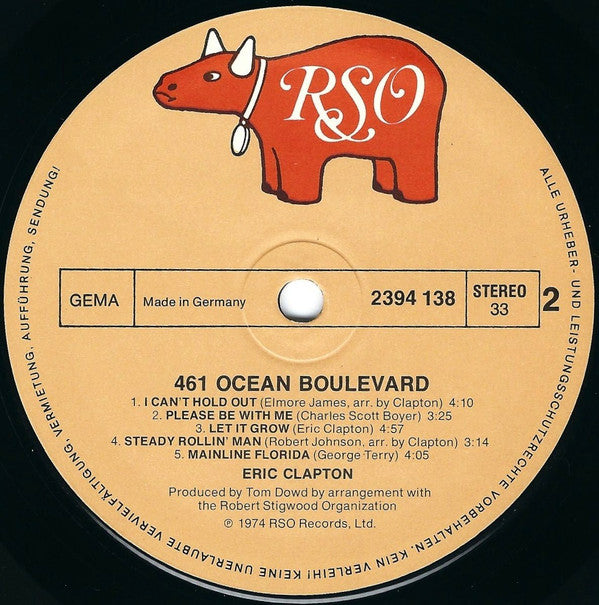 RSO
GEMA
Made in Germany
2394 138
STEREO
33
2
461 OCEAN BOULEVARD
1. I CAN'T HOLD OUT (Elmore James, arr. by Clapton) 4:10
2. PLEASE BE WITH ME (Charles Scott Boyer) 3:25
3. LET IT GROW (Eric Clapton) 4:57
4. STEADY ROLLIN' MAN (Robert Johnson, arr. by Clapton) 3:14
5. MAINLINE FLORIDA (George Terry) 4:05
ERIC CLAPTON
Produced by Tom Dowd by arrangement with
the Robert Stigwood Organization
℗ 1974 RSO Records, Ltd.
ALLE URHEBER- UND LEISTUNGSSCHUTZRECHTE VORBEHALTEN. KEIN VERLEIH! KEINE UNERLAUBTE VERVIELFÄLTIGUNG, VERMIETUNG, AUFFÜHRUNG, SENDUNG!